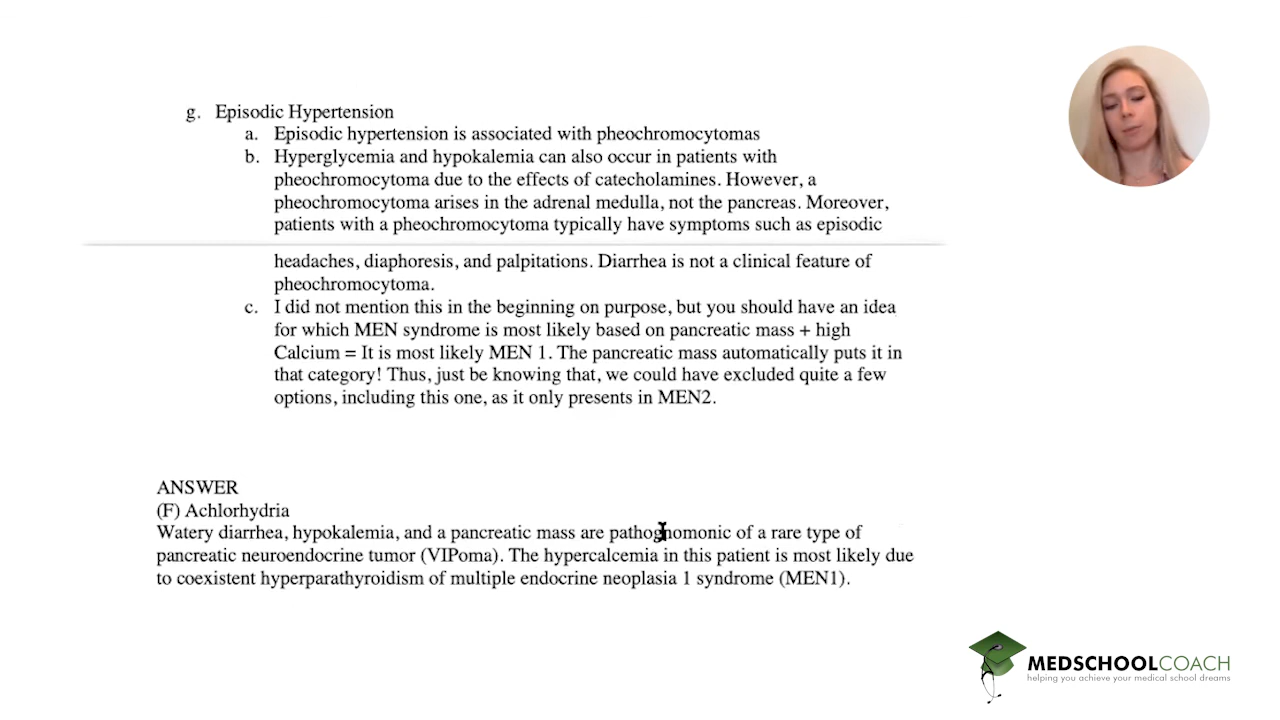 g. Episodic Hypertension
a. Episodic hypertension is associated with pheochromocytomas
b. Hyperglycemia and hypokalemia can also occur in patients with
pheochromocytoma due to the effects of catecholamines. However, a
pheochromocytoma arises in the adrenal medulla, not the pancreas. Moreover,
patients with a pheochromocytoma typically have symptoms such as episodic
headaches, diaphoresis, and palpitations. Diarrhea is not a clinical feature of
pheochromocytoma.
c. I did not mention this in the beginning on purpose, but you should have an idea
for which MEN syndrome is most likely based on pancreatic mass + high
Calcium = It is most likely MEN 1. The pancreatic mass automatically puts it in
that category! Thus, just be knowing that, we could have excluded quite a few
options, including this one, as it only presents in MEN2.
ANSWER
(F) Achlorhydria
Watery diarrhea, hypokalemia, and a pancreatic mass are pathognomonic of a rare type of
pancreatic neuroendocrine tumor (VIPoma). The hypercalcemia in this patient is most likely due
to coexistent hyperparathyroidism of multiple endocrine neoplasia 1 syndrome (MEN1).
MEDSCHOOLCOACH
helping you achieve your medical school dreams